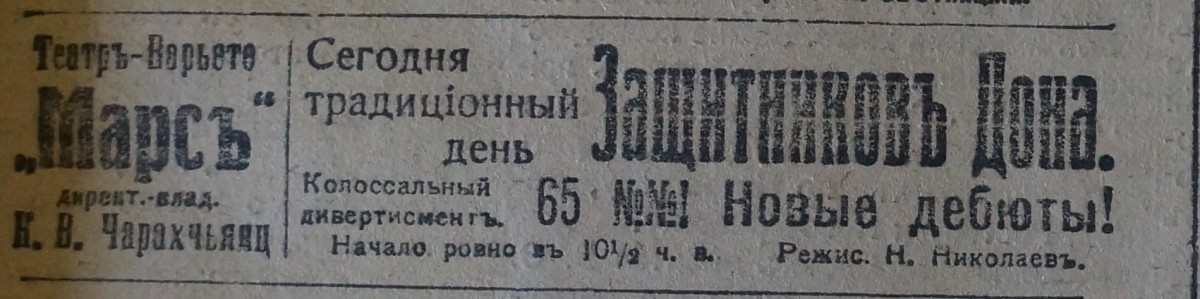 Театръ-Варьете
„Марсъ“
директ.-влад.
К. В. Чарахчьянц
Сегодня
традиціонный
день
Защитниковъ Дона.
Колоссальный
дивертисментъ.
65 №№! Новые дебюты!
Начало ровно въ 10½ ч. в. Режис. Н. Николаевъ.